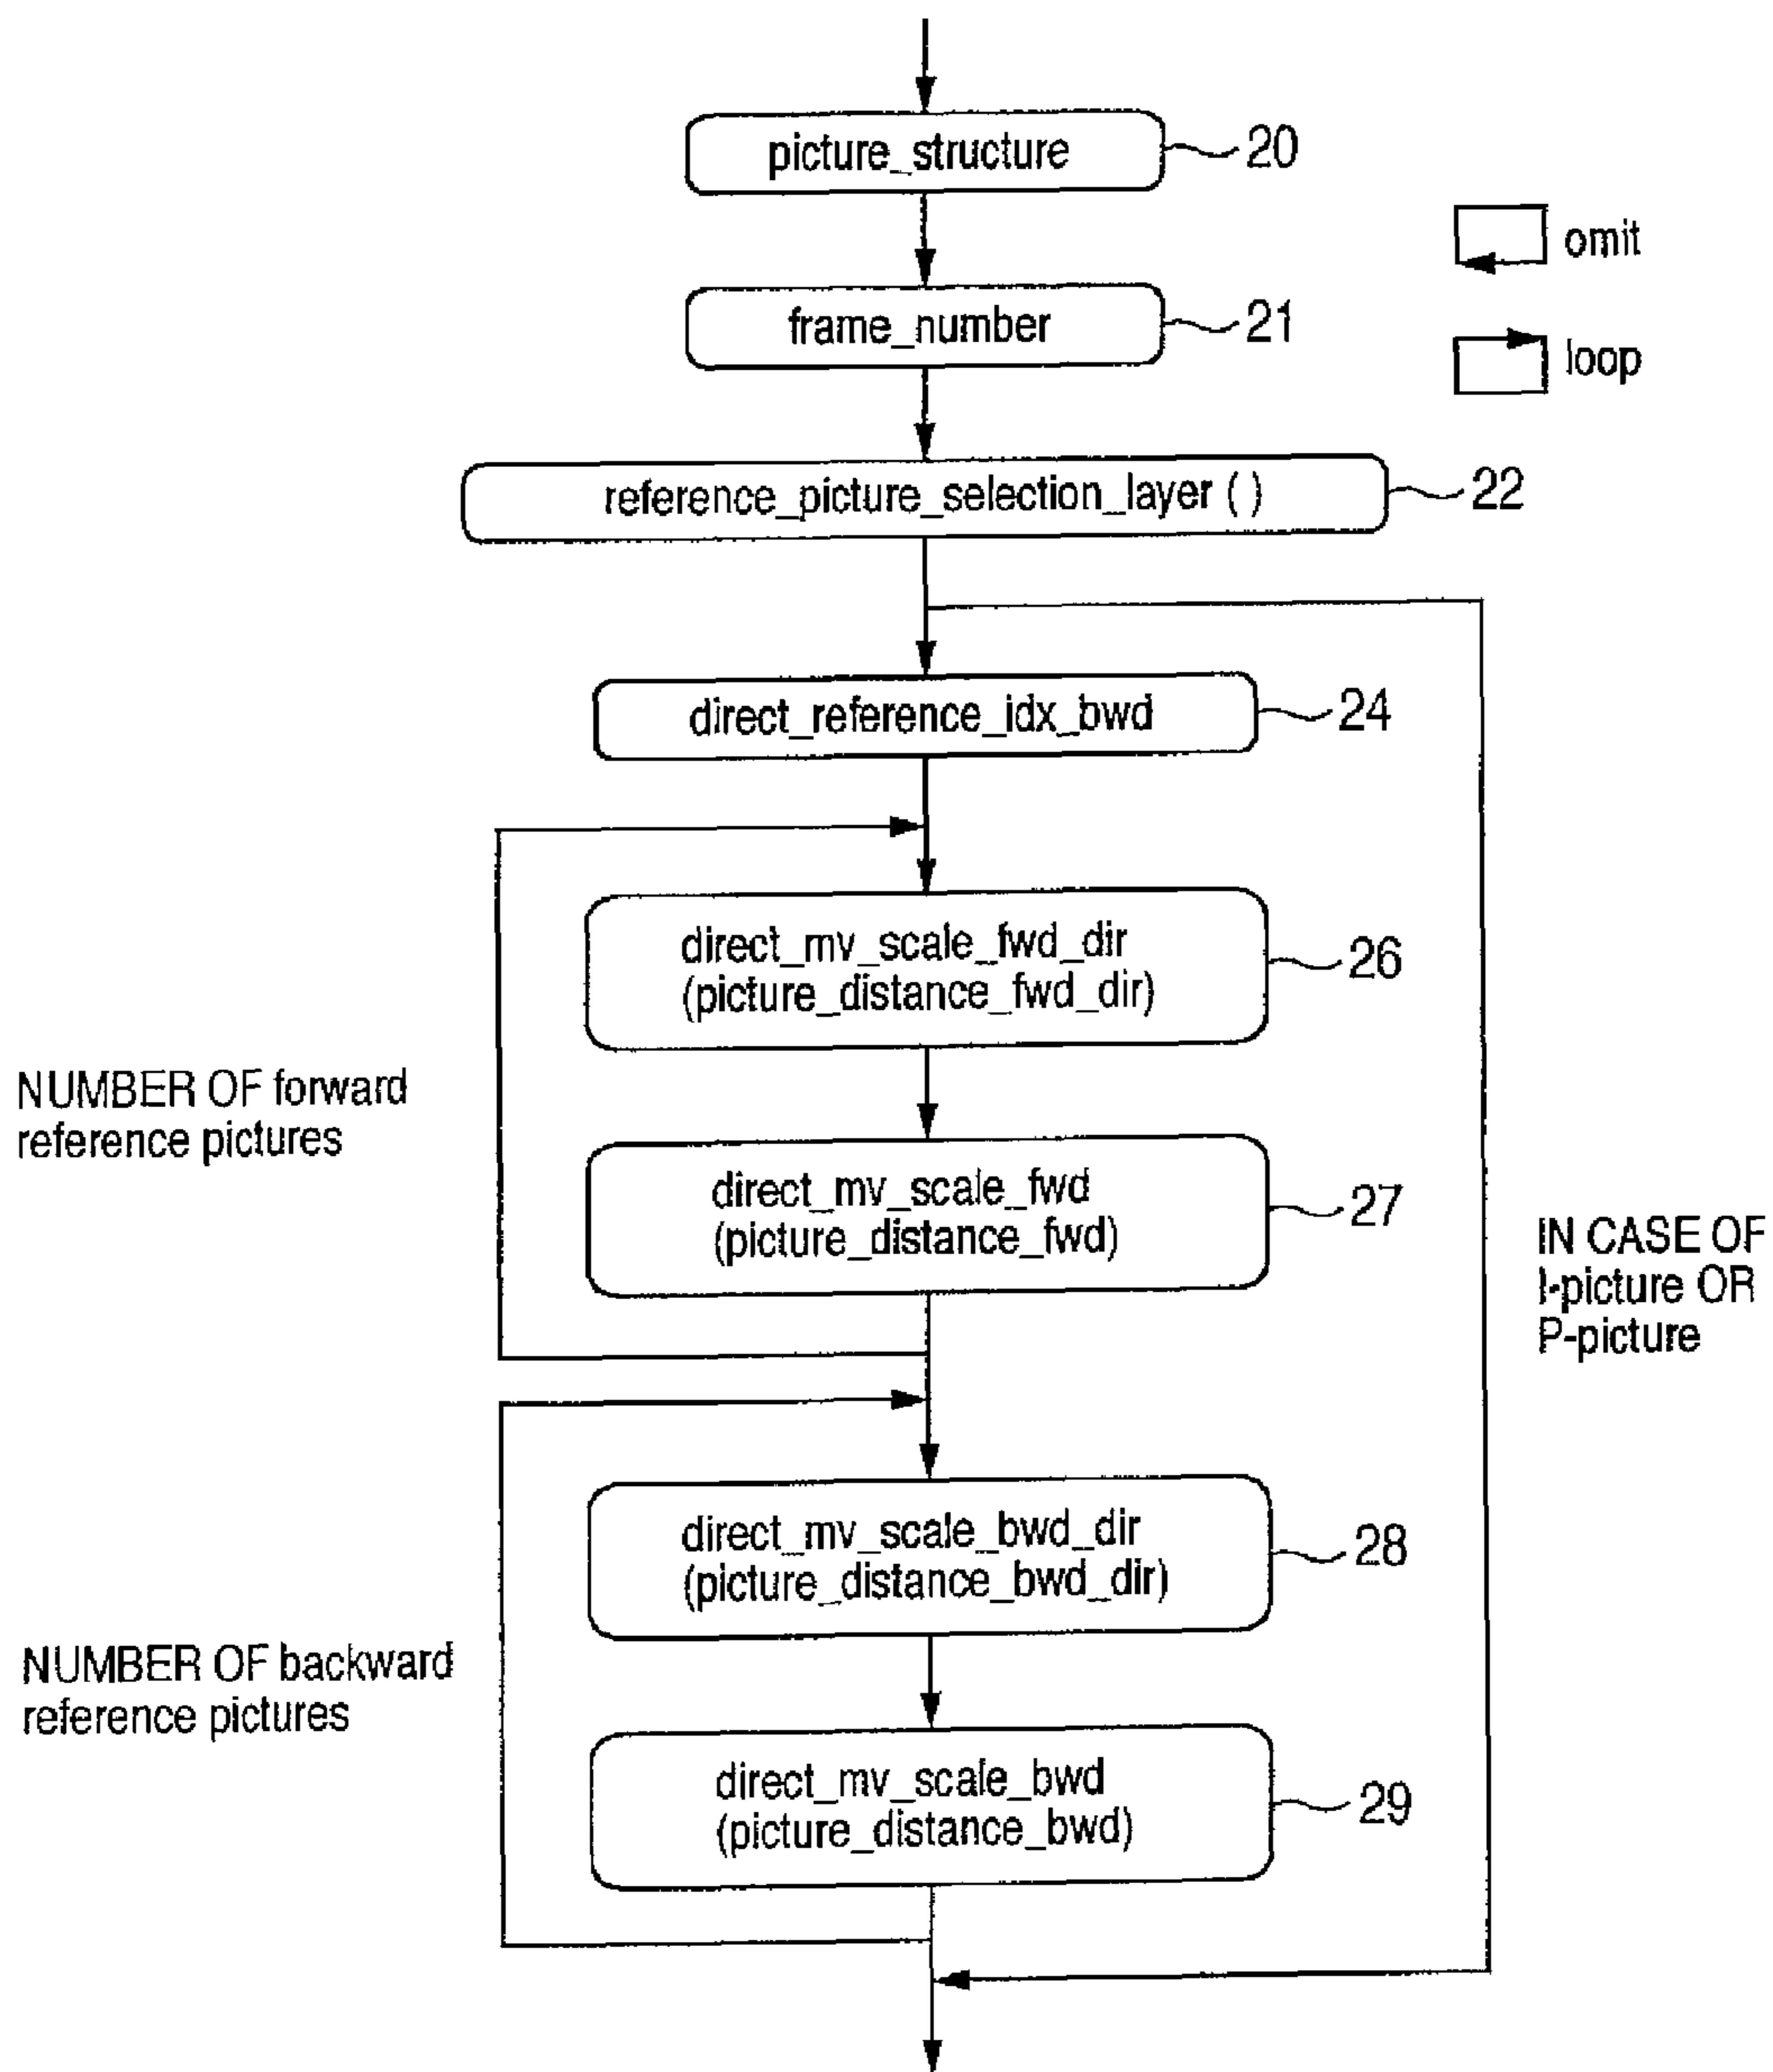 picture_structure
20
omit
frame_number
21
loop
reference_picture_selection_layer ( )
22
direct_reference_idx_bwd
24
direct_mv_scale_fwd_dir
(picture_distance_fwd_dir)
26
NUMBER OF forward
reference pictures
direct_mv_scale_fwd
(picture_distance_fwd)
27
IN CASE OF
I-picture OR
P-picture
direct_mv_scale_bwd_dir
(picture_distance_bwd_dir)
28
NUMBER OF backward
reference pictures
direct_mv_scale_bwd
(picture_distance_bwd)
29